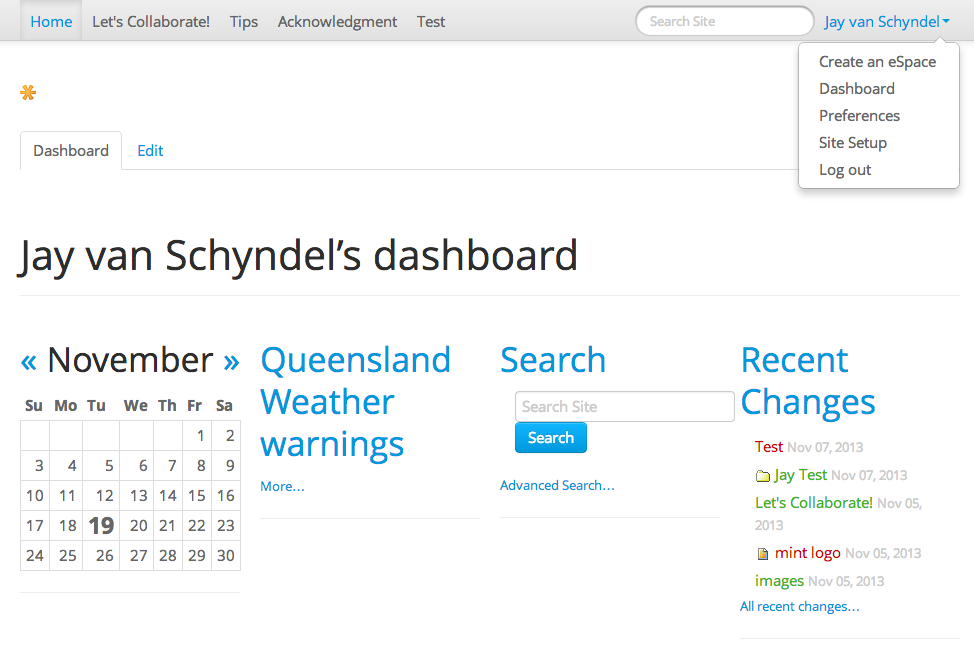 Home Let's Collaborate! Tips Acknowledgment Test Search Site Jay van Schyndel
Create an eSpace
Dashboard
Preferences
Site Setup
Log out
Dashboard Edit
Jay van Schyndel’s dashboard
« November »
Su Mo Tu We Th Fr Sa
1 2
3 4 5 6 7 8 9
10 11 12 13 14 15 16
17 18 19 20 21 22 23
24 25 26 27 28 29 30
Queensland
Weather
warnings
More…
Search
Search Site
Search
Advanced Search…
Recent
Changes
Test Nov 07, 2013
Jay Test Nov 07, 2013
Let's Collaborate! Nov 05,
2013
mint logo Nov 05, 2013
images Nov 05, 2013
All recent changes…